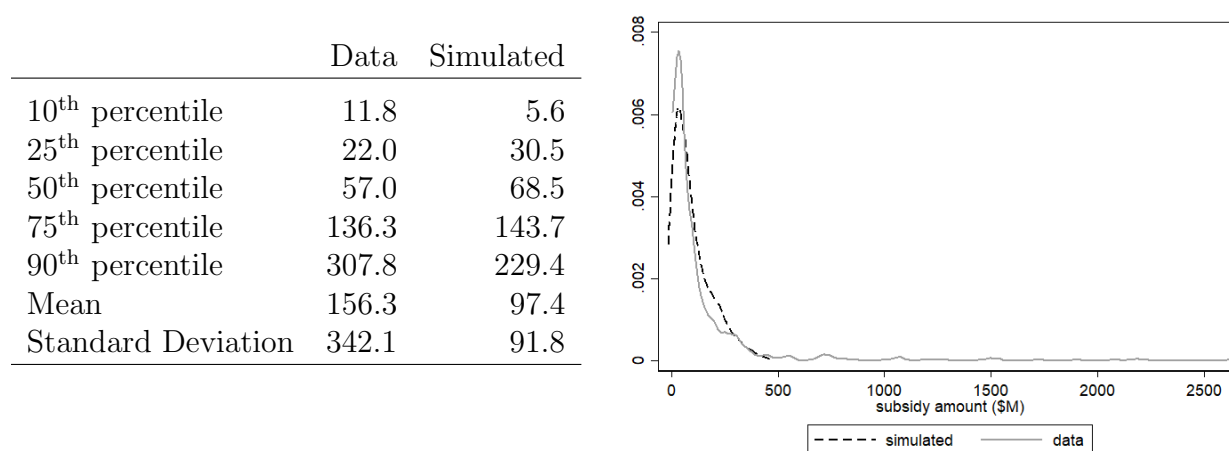 Data Simulated
10th percentile 11.8 5.6
25th percentile 22.0 30.5
50th percentile 57.0 68.5
75th percentile 136.3 143.7
90th percentile 307.8 229.4
Mean 156.3 97.4
Standard Deviation 342.1 91.8
.008
.006
.004
.002
0
0 500 1000 1500 2000 2500
subsidy amount ($M)
simulated data